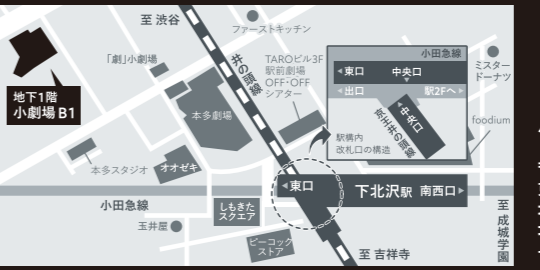 至 渋谷
ファーストキッチン
「劇」小劇場
井の頭線
TAROビル3F
駅前劇場
OFF・OFF
シアター
小田急線
東口
中央口
出口
駅2Fへ
中央口
京王井の頭線
駅構内
改札口の構造
ミスター
ドーナツ
foodium
地下1階
小劇場 B1
本多劇場
本多スタジオ
オオゼキ
東口
下北沢駅
南西口
小田急線
しもきた
スクエア
玉井屋
ピーコック
ストア
至 吉祥寺
至 成城学園